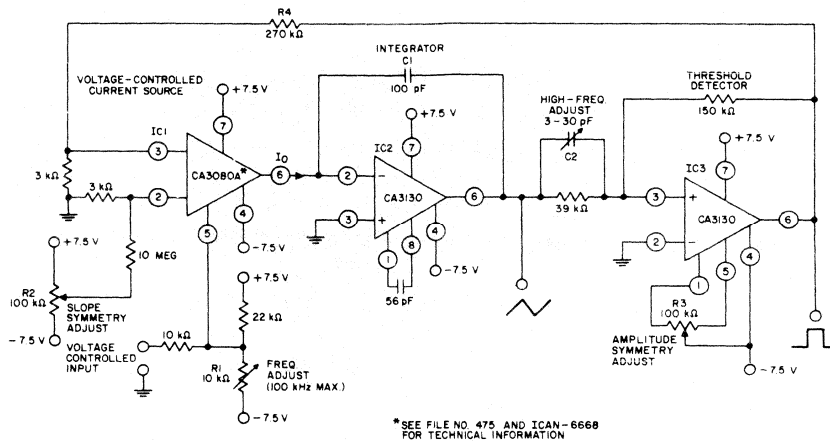 R4
270 kΩ
INTEGRATOR
C1
100 pF
VOLTAGE-CONTROLLED
CURRENT SOURCE
+7.5 V
THRESHOLD
DETECTOR
150 kΩ
HIGH-FREQ.
ADJUST
3-30 pF
C2
+7.5 V
+7.5 V
7
IC1
3
CA3080A*
IO
6
2
4
5
-7.5 V
3 kΩ
3 kΩ
IC2
7
2
-
CA3130
3
+
6
4
8
1
-7.5 V
56 pF
39 kΩ
IC3
7
3
+
CA3130
6
2
-
4
5
1
+7.5 V
10 MEG
R2
100 kΩ
SLOPE
SYMMETRY
ADJUST
-7.5 V
+7.5 V
22 kΩ
VOLTAGE
CONTROLLED
INPUT
10 kΩ
R1
10 kΩ
FREQ
ADJUST
(100 kHz MAX.)
-7.5 V
R3
100 kΩ
AMPLITUDE
SYMMETRY
ADJUST
-7.5 V
*SEE FILE NO. 475 AND ICAN-6668
FOR TECHNICAL INFORMATION